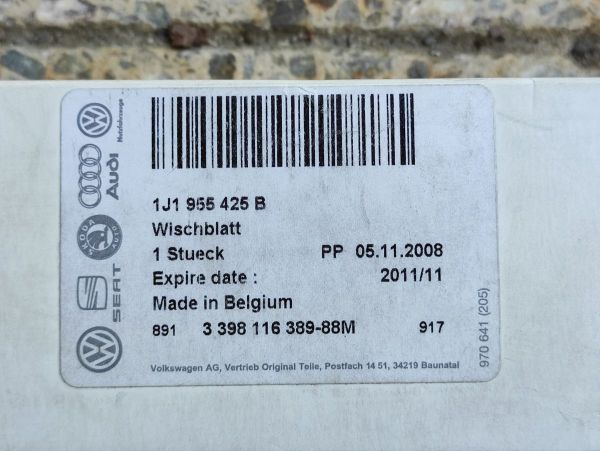 1J1 955 425 B
Wischblatt
1 Stueck PP 05.11.2008
Expire date : 2011/11
Made in Belgium
891 3 398 116 389-88M 917
Volkswagen AG, Vertrieb Original Teile, Postfach 14 51, 34219 Baunatal
970 641 (205)
Nutzfahrzeuge
Audi
SKODA
AUTO
SEAT